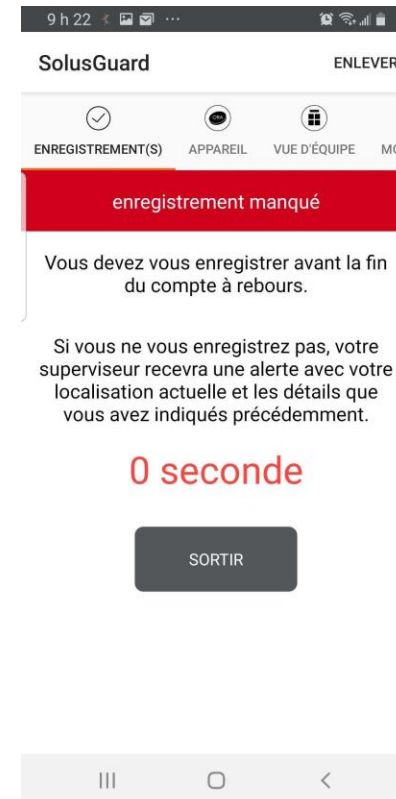 9 h 22
SolusGuard ENLEVER
ENREGISTREMENT(S) APPAREIL VUE D'ÉQUIPE
enregistrement manqué
Vous devez vous enregistrer avant la fin
du compte à rebours.
Si vous ne vous enregistrez pas, votre
superviseur recevra une alerte avec votre
localisation actuelle et les détails que
vous avez indiqués précédemment.
0 seconde
SORTIR